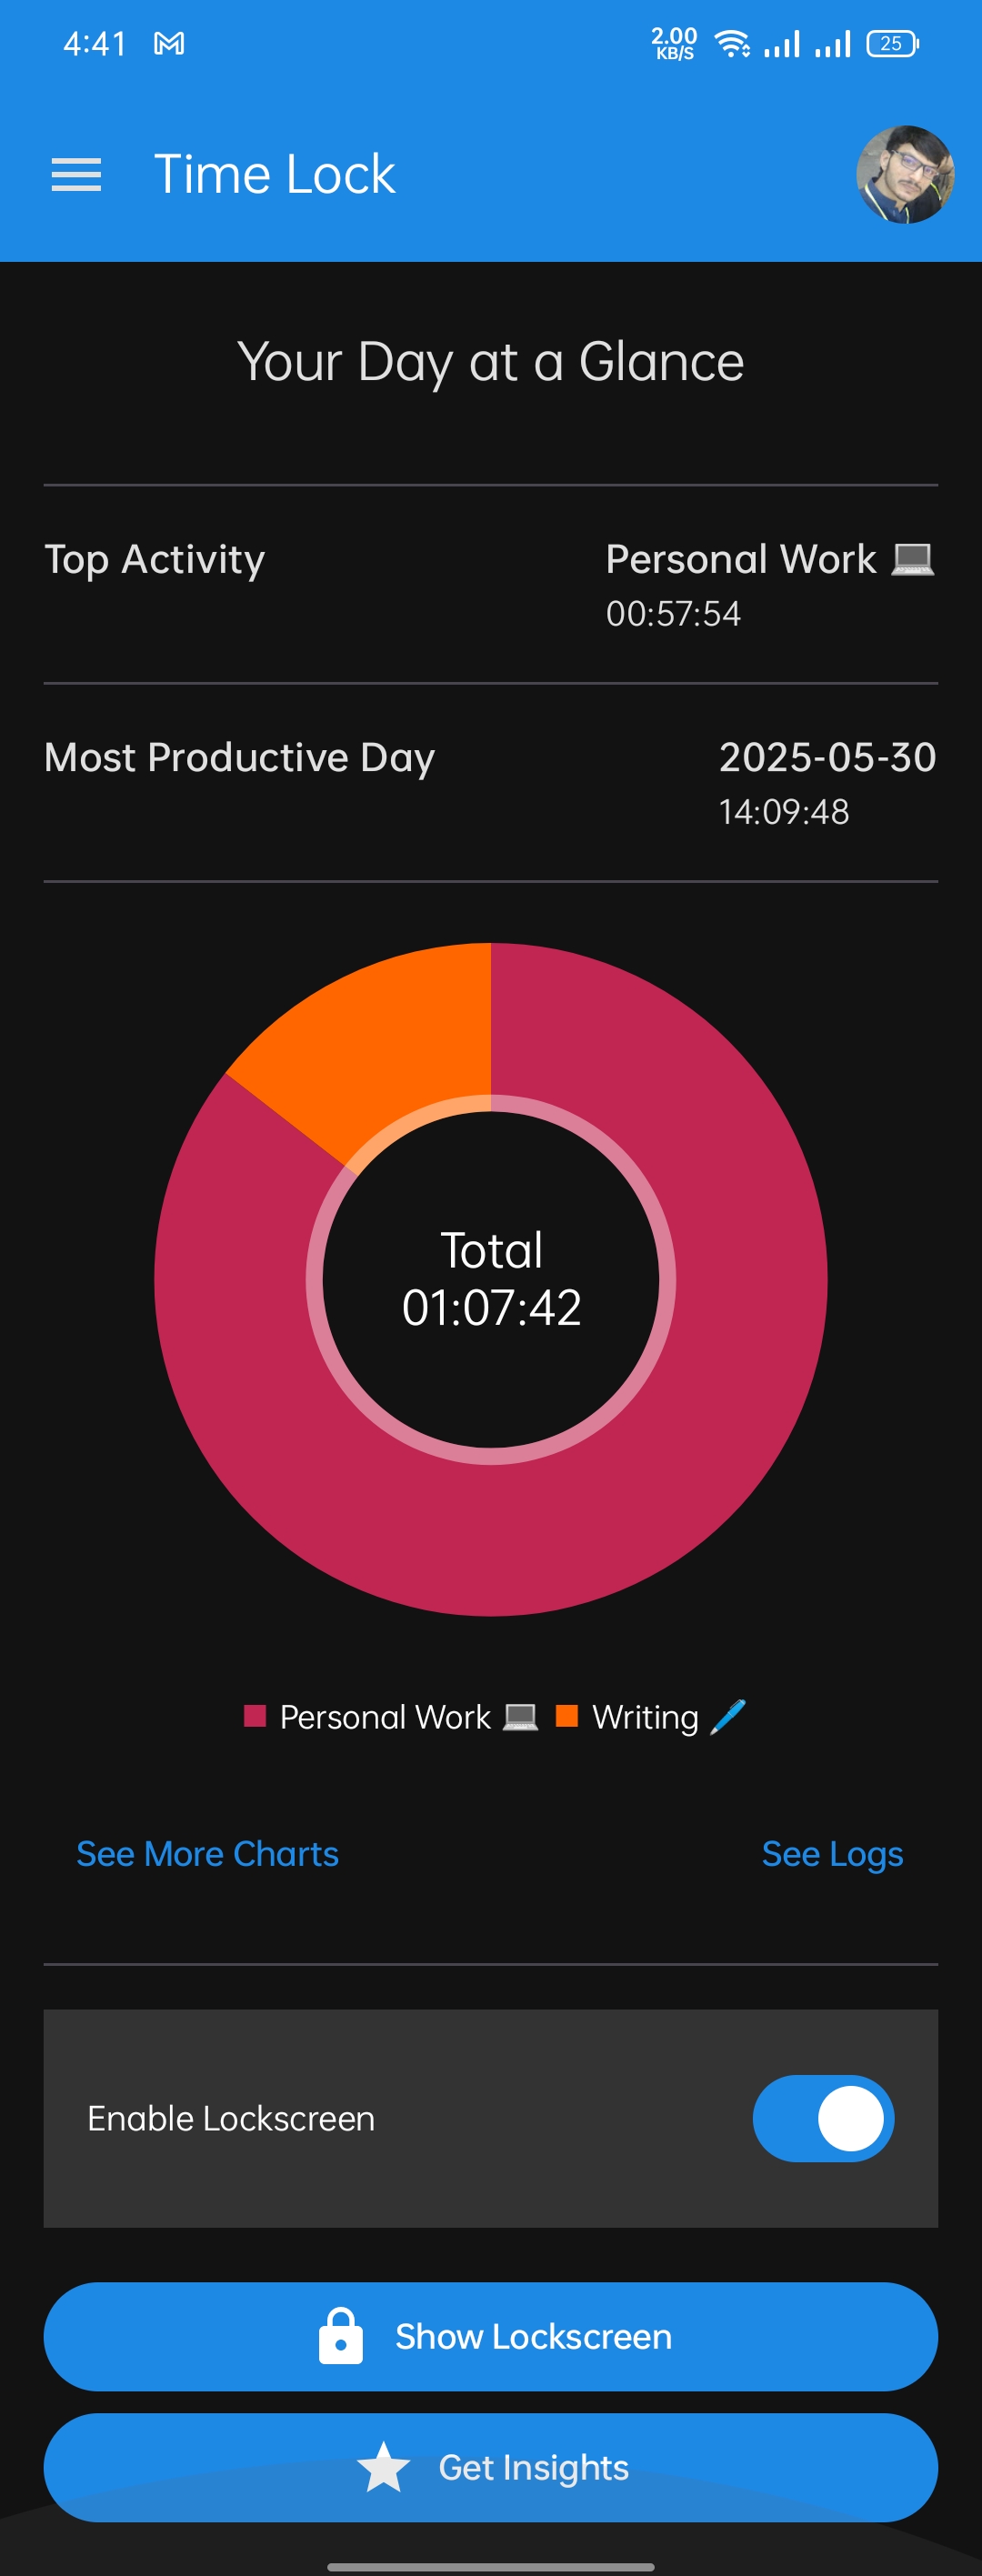 4:41
2.00
KB/S
25
Time Lock
Your Day at a Glance
Top Activity
Personal Work 💻
00:57:54
Most Productive Day
2025-05-30
14:09:48
Total
01:07:42
Personal Work 💻 Writing 🖊️
See More Charts
See Logs
Enable Lockscreen
Show Lockscreen
Get Insights